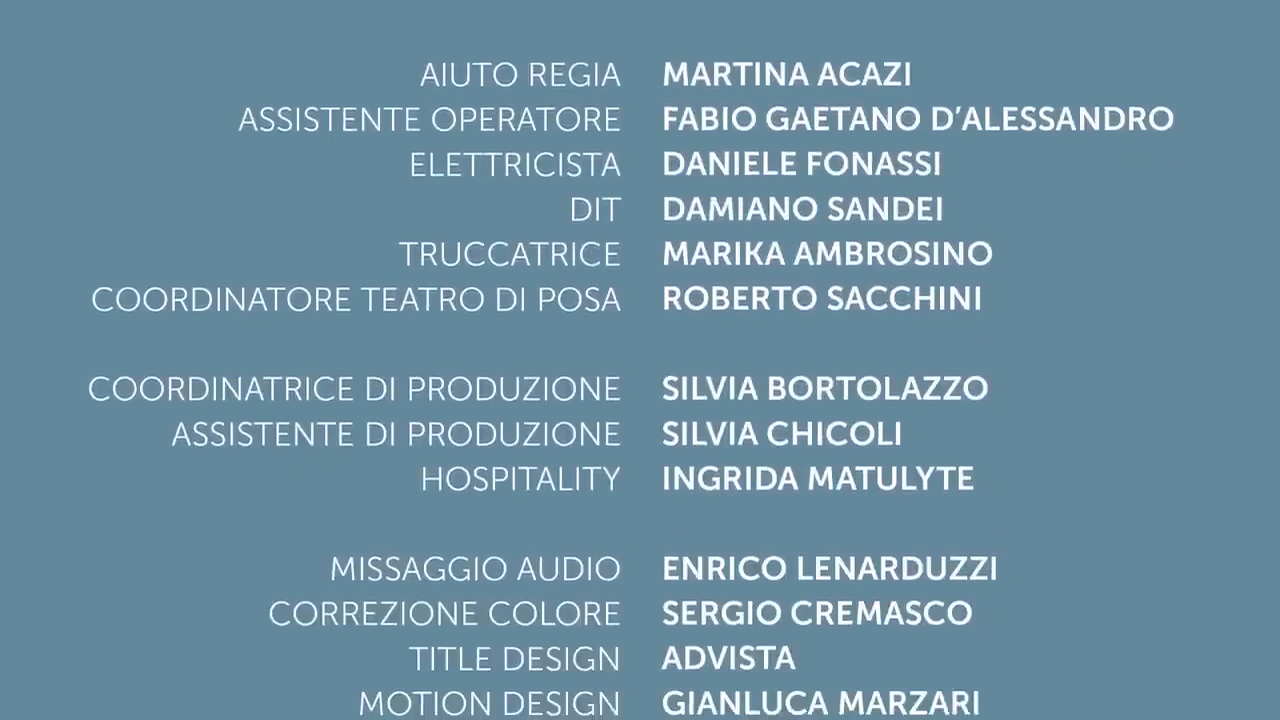 AIUTO REGIA MARTINA ACAZI
ASSISTENTE OPERATORE FABIO GAETANO D’ALESSANDRO
ELETTRICISTA DANIELE FONASSI
DIT DAMIANO SANDEI
TRUCCATRICE MARIKA AMBROSINO
COORDINATORE TEATRO DI POSA ROBERTO SACCHINI
COORDINATRICE DI PRODUZIONE SILVIA BORTOLAZZO
ASSISTENTE DI PRODUZIONE SILVIA CHICOLI
HOSPITALITY INGRIDA MATULYTE
MISSAGGIO AUDIO ENRICO LENARDUZZI
CORREZIONE COLORE SERGIO CREMASCO
TITLE DESIGN ADVISTA
MOTION DESIGN GIANLUCA MARZARI